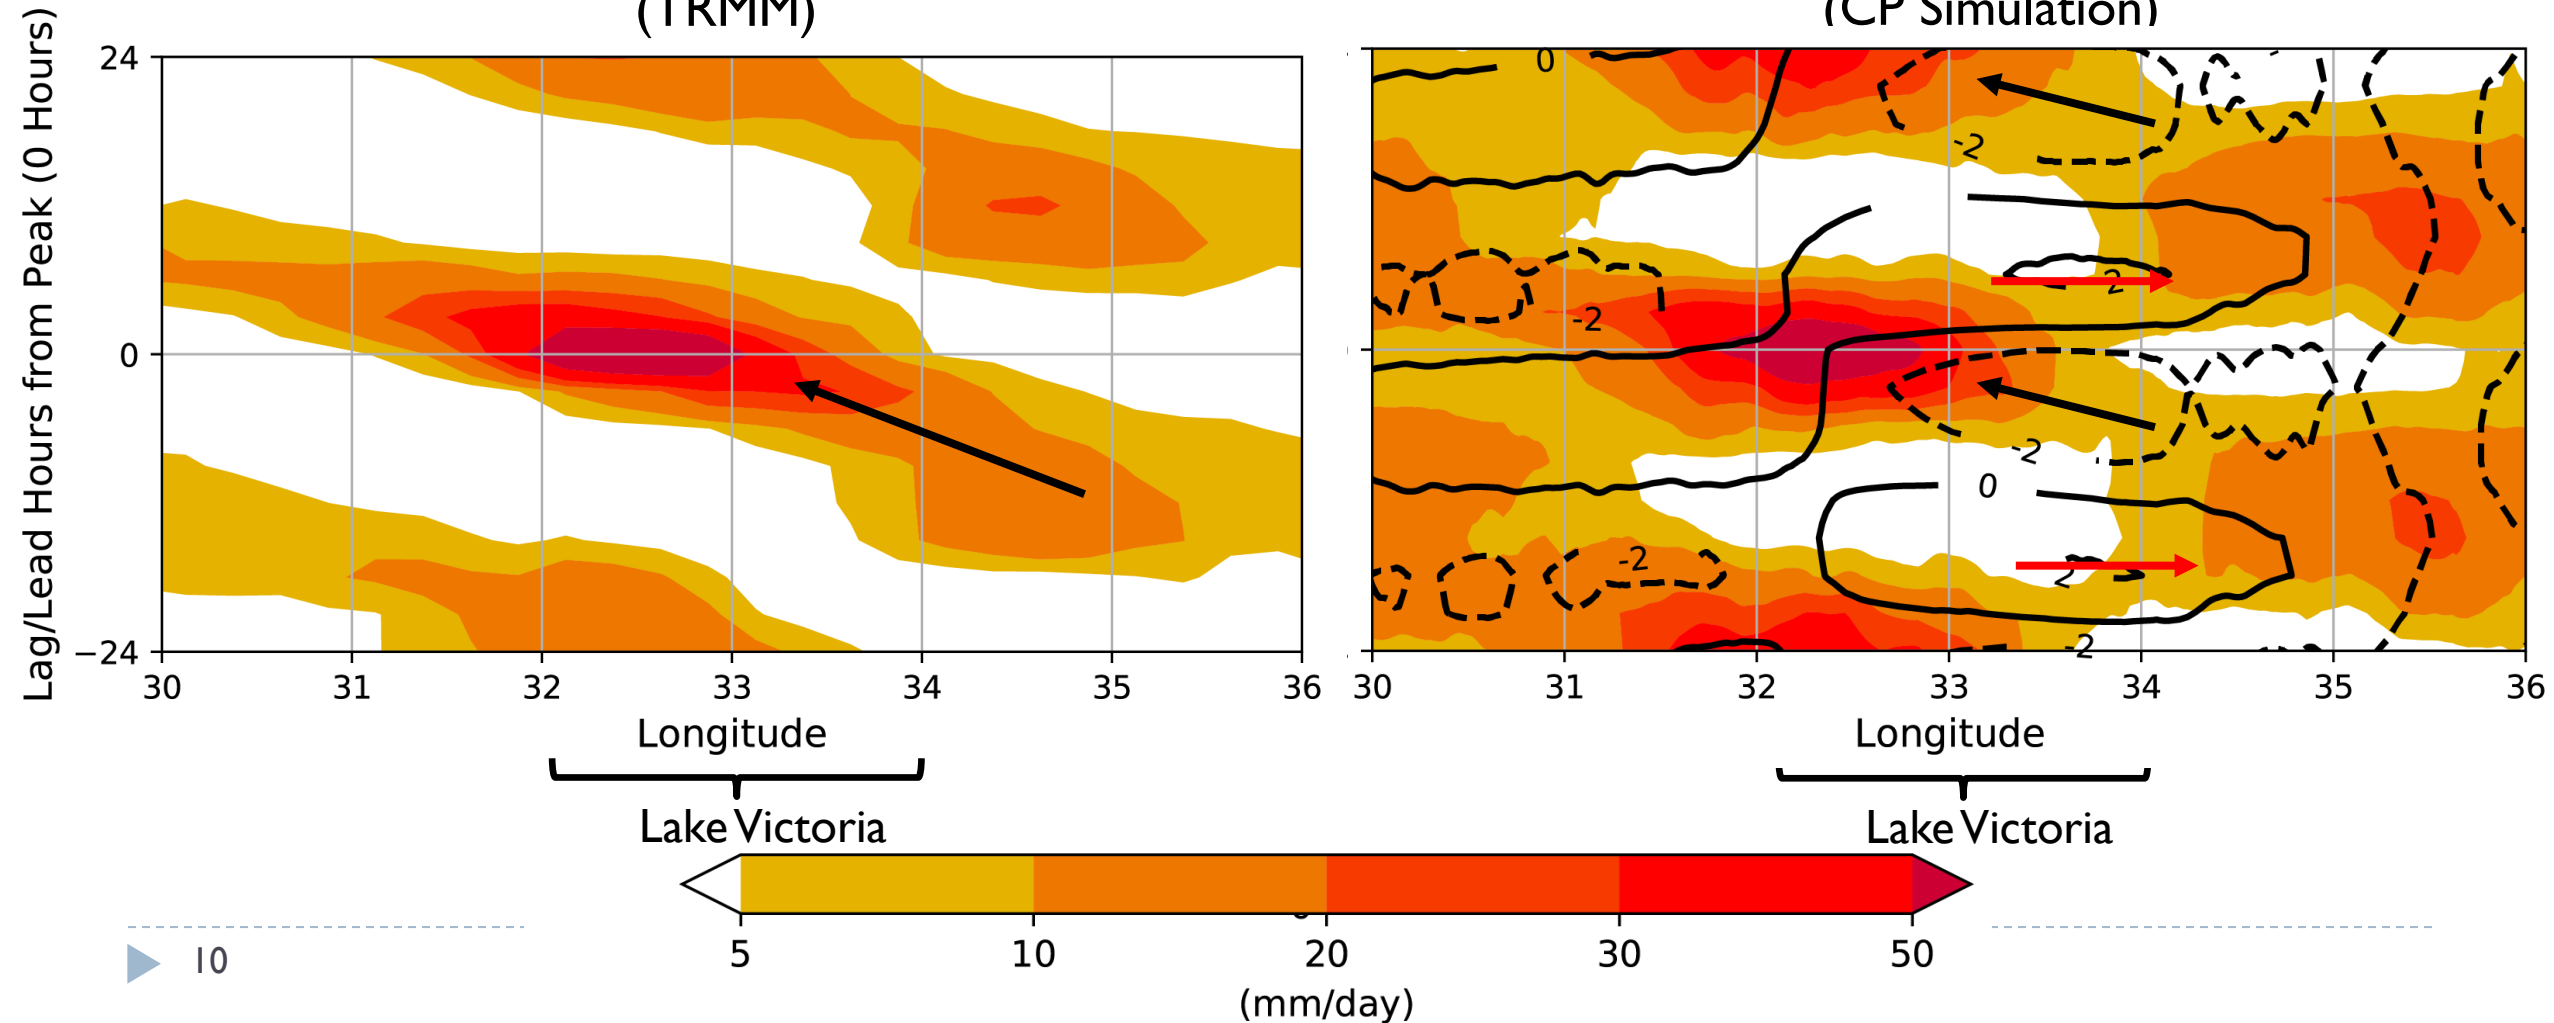 (TRMM)
(CP Simulation)
Lag/Lead Hours from Peak (0 Hours)
24
0
−24
30 31 32 33 34 35 36
Longitude
Lake Victoria
0
-2
2
-2
-2
0
-2
2
-2
30 31 32 33 34 35 36
Longitude
Lake Victoria
5 10 20 30 50
(mm/day)
10